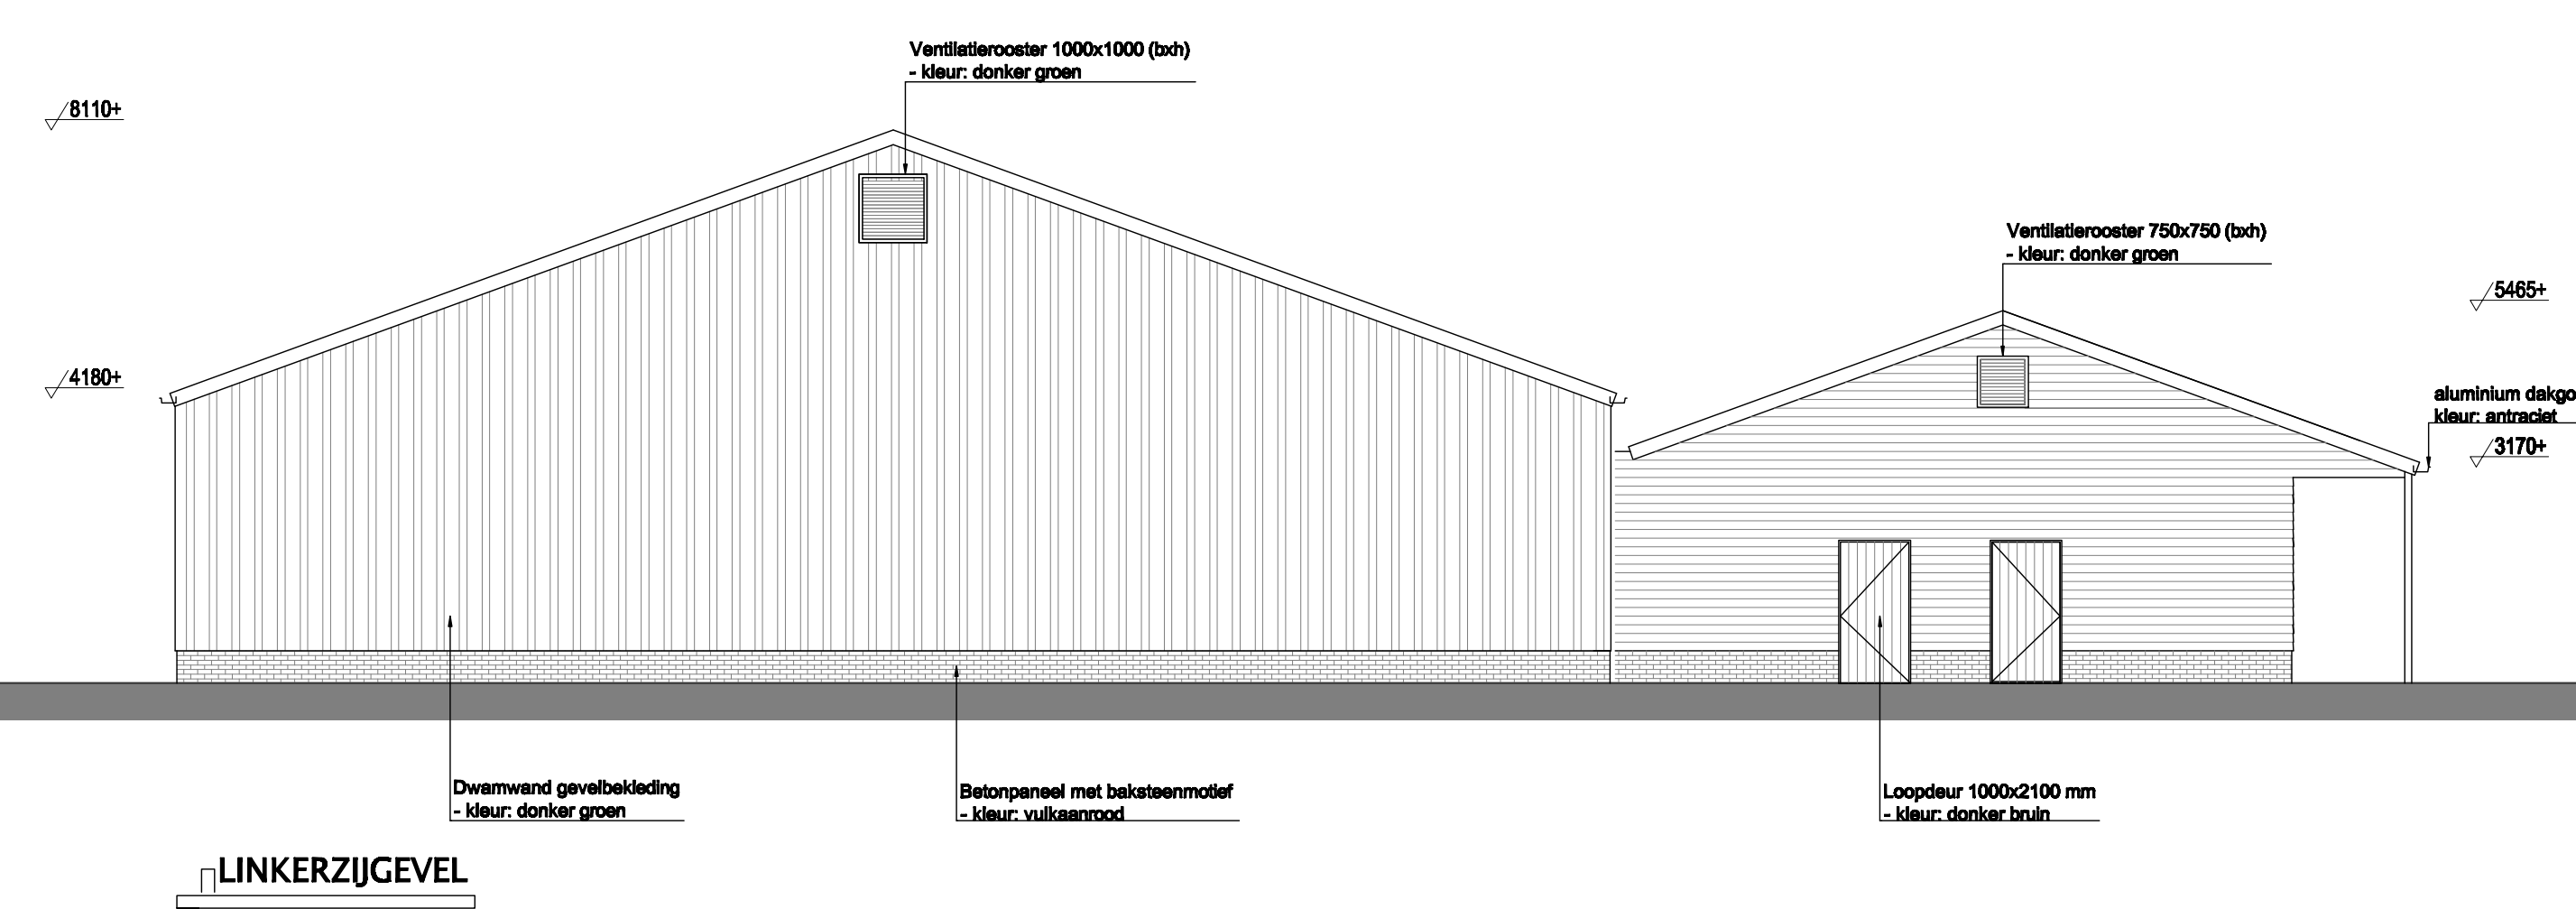 Ventilatierooster 1000x1000 (bxh)
- kleur: donker groen
8110+
Ventilatierooster 750x750 (bxh)
- kleur: donker groen
5465+
4180+
aluminium dakgo
kleur: antraciet
3170+
Dwamwand gevelbekleding
- kleur: donker groen
Betonpaneel met baksteenmotief
- kleur: vulkaanrood
Loopdeur 1000x2100 mm
- kleur: donker bruin
LINKERZIJGEVEL